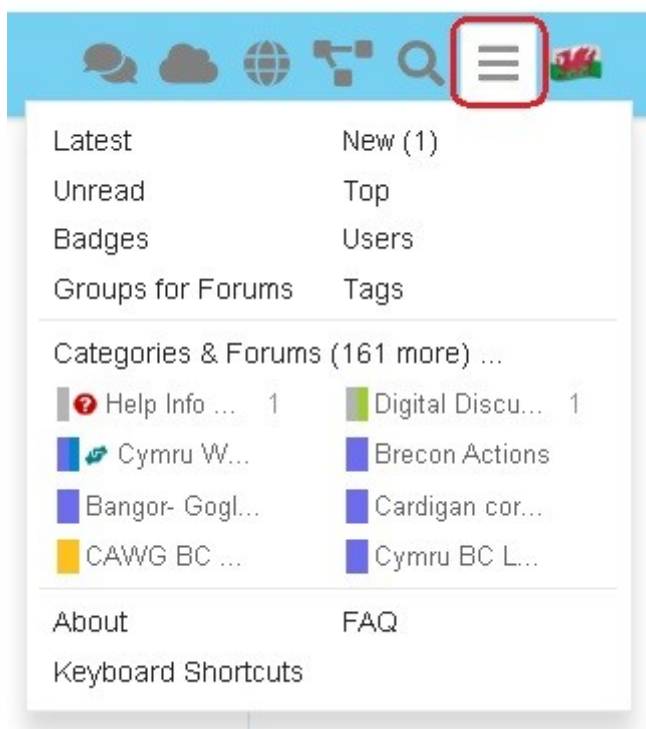 Latest New (1)
Unread Top
Badges Users
Groups for Forums Tags
Categories & Forums (161 more) ...
Help Info ... 1 Digital Discu... 1
Cymru W... Brecon Actions
Bangor- Gogl... Cardigan cor...
CAWG BC ... Cymru BC L...
About FAQ
Keyboard Shortcuts